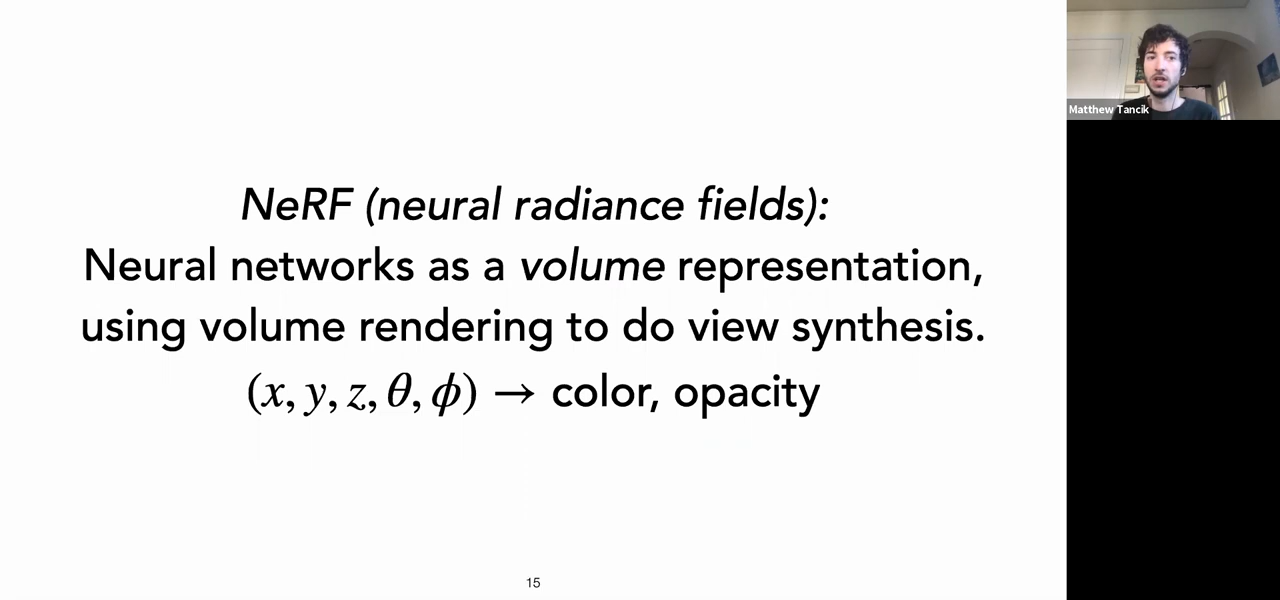 NeRF (neural radiance fields):
Neural networks as a volume representation,
using volume rendering to do view synthesis.
(x, y, z, θ, ϕ) → color, opacity
15
Matthew Tancik